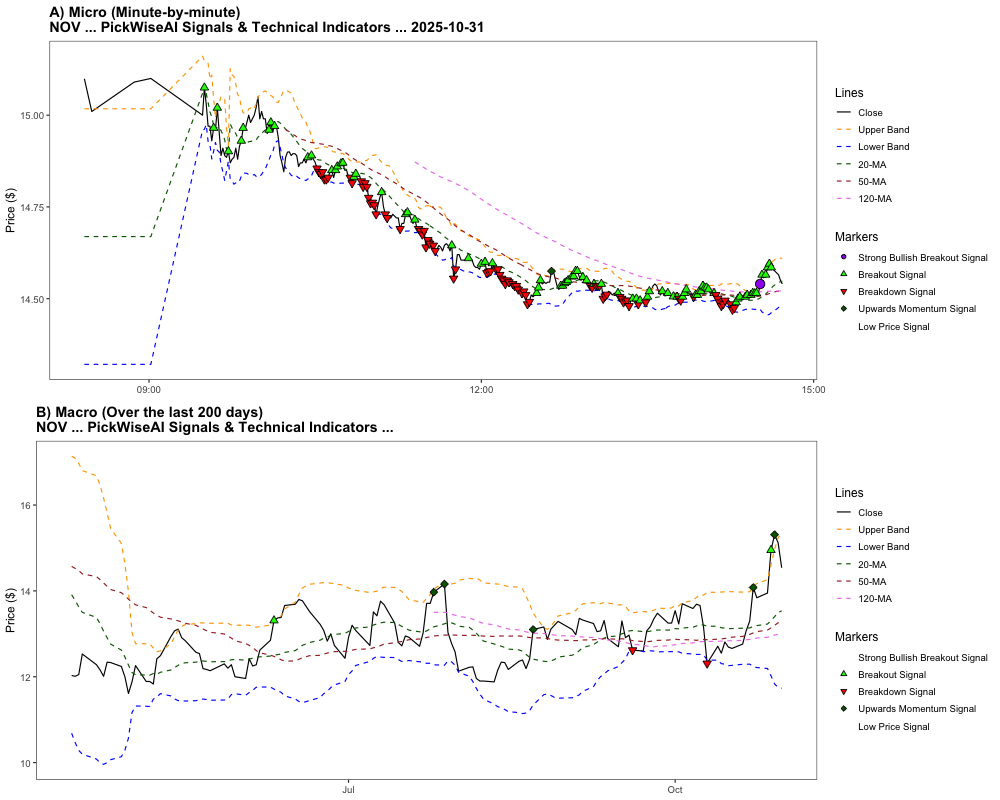 A) Micro (Minute-by-minute)
NOV ... PickWiseAI Signals & Technical Indicators ... 2025-10-31
Price ($)
15.00
14.75
14.50
09:00
12:00
15:00
Lines
Close
Upper Band
Lower Band
20-MA
50-MA
120-MA
Markers
Strong Bullish Breakout Signal
Breakout Signal
Breakdown Signal
Upwards Momentum Signal
Low Price Signal
B) Macro (Over the last 200 days)
NOV ... PickWiseAI Signals & Technical Indicators ...
Price ($)
16
14
12
10
Jul
Oct
Lines
Close
Upper Band
Lower Band
20-MA
50-MA
120-MA
Markers
Strong Bullish Breakout Signal
Breakout Signal
Breakdown Signal
Upwards Momentum Signal
Low Price Signal